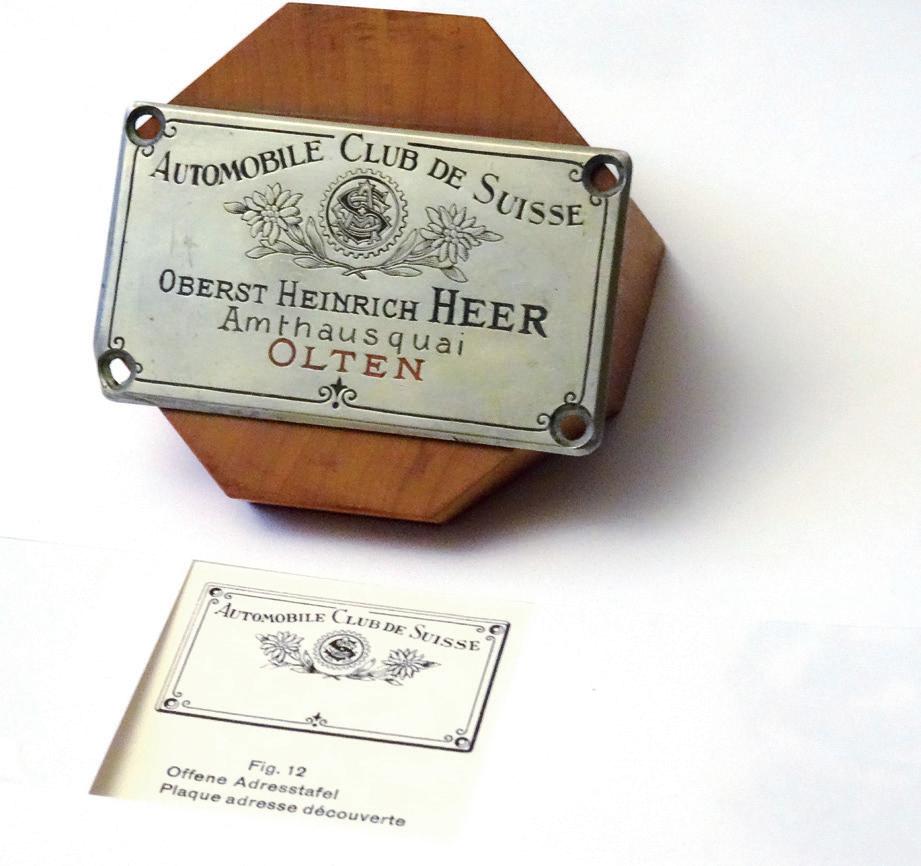 AUTOMOBILE CLUB DE SUISSE
OBERST HEINRICH HEER
Amthausquai
OLTEN
AUTOMOBILE CLUB DE SUISSE
Fig. 12
Offene Adresstafel
Plaque adresse découverte